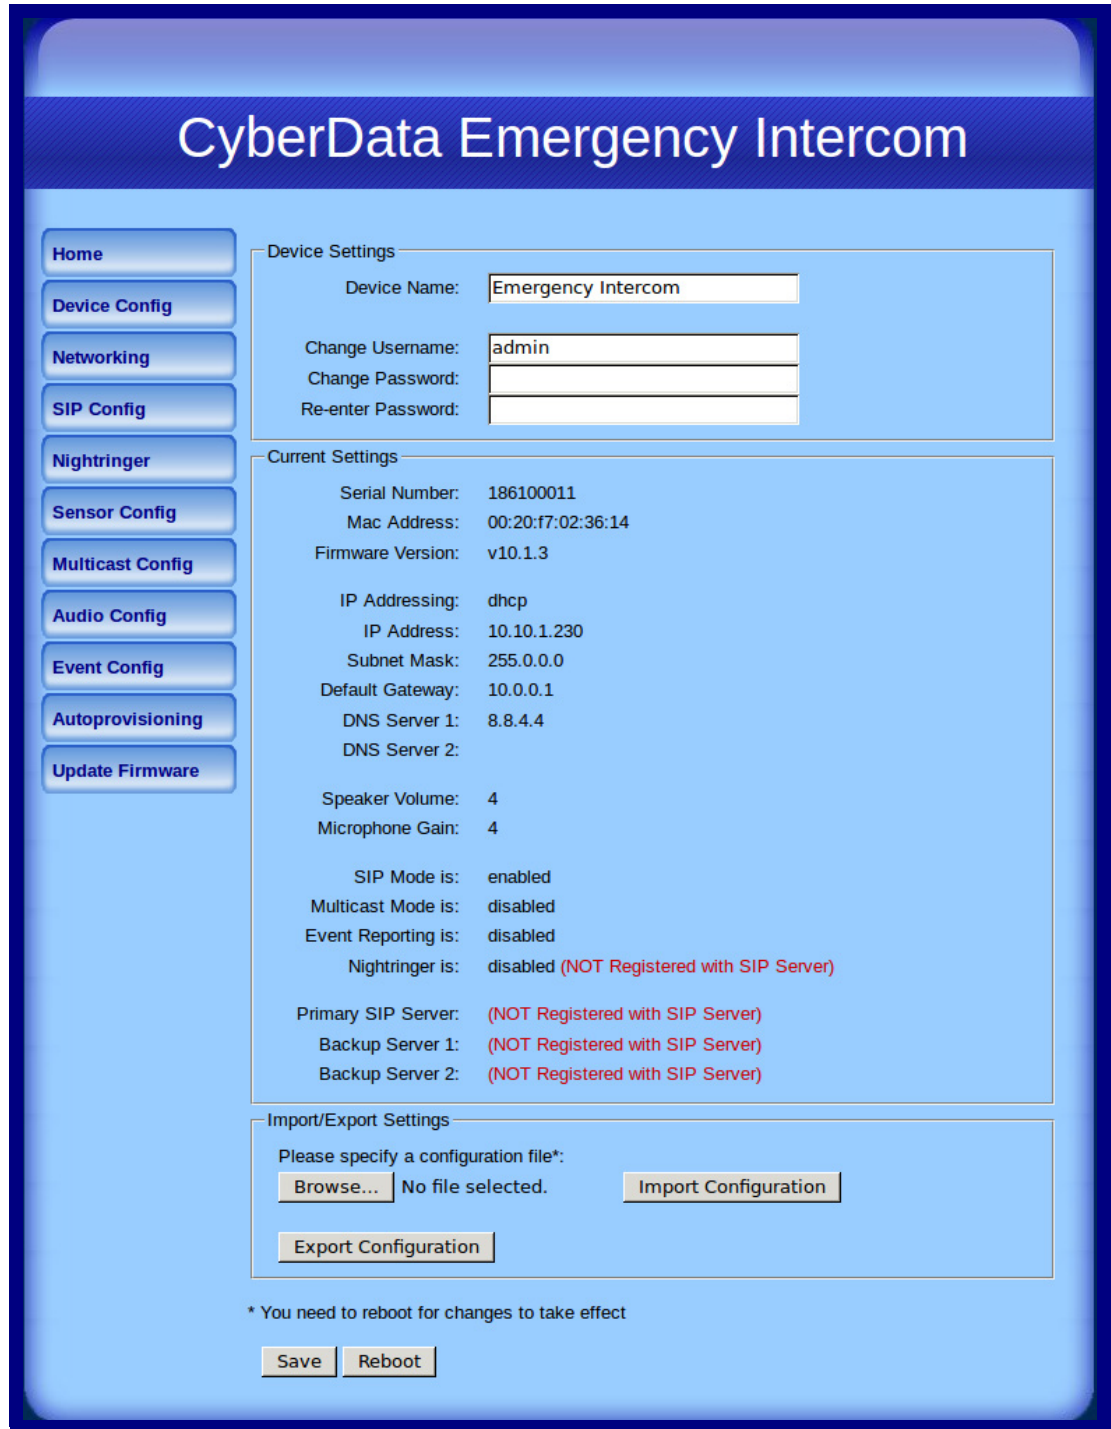 CyberData Emergency Intercom
Home
Device Config
Networking
SIP Config
Nightringer
Sensor Config
Multicast Config
Audio Config
Event Config
Autoprovisioning
Update Firmware
Device Settings
Device Name: Emergency Intercom
Change Username: admin
Change Password:
Re-enter Password:
Current Settings
Serial Number: 186100011
Mac Address: 00:20:f7:02:36:14
Firmware Version: v10.1.3
IP Addressing: dhcp
IP Address: 10.10.1.230
Subnet Mask: 255.0.0.0
Default Gateway: 10.0.0.1
DNS Server 1: 8.8.4.4
DNS Server 2:
Speaker Volume: 4
Microphone Gain: 4
SIP Mode is: enabled
Multicast Mode is: disabled
Event Reporting is: disabled
Nightringer is: disabled (NOT Registered with SIP Server)
Primary SIP Server: (NOT Registered with SIP Server)
Backup Server 1: (NOT Registered with SIP Server)
Backup Server 2: (NOT Registered with SIP Server)
Import/Export Settings
Please specify a configuration file*:
Browse... No file selected. Import Configuration
Export Configuration
* You need to reboot for changes to take effect
Save Reboot